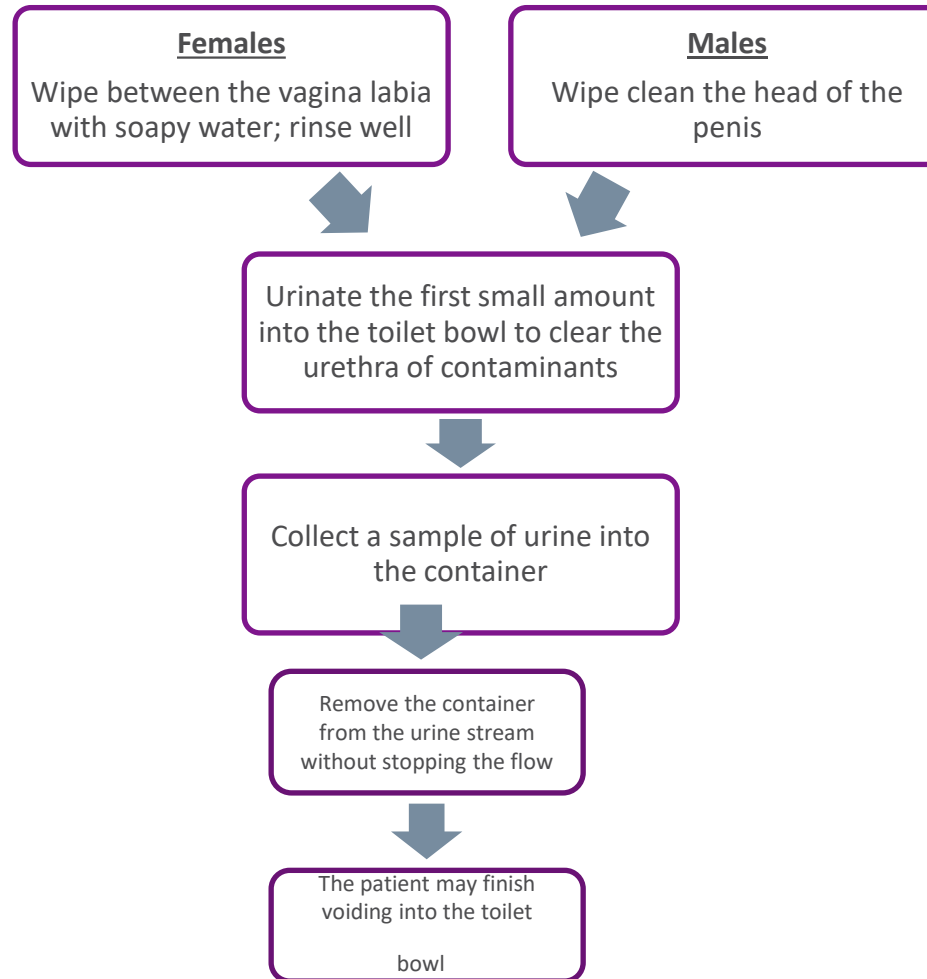 Females
Wipe between the vagina labia
with soapy water; rinse well
Males
Wipe clean the head of the
penis
Urinate the first small amount
into the toilet bowl to clear the
urethra of contaminants
Collect a sample of urine into
the container
Remove the container
from the urine stream
without stopping the flow
The patient may finish
voiding into the toilet
bowl